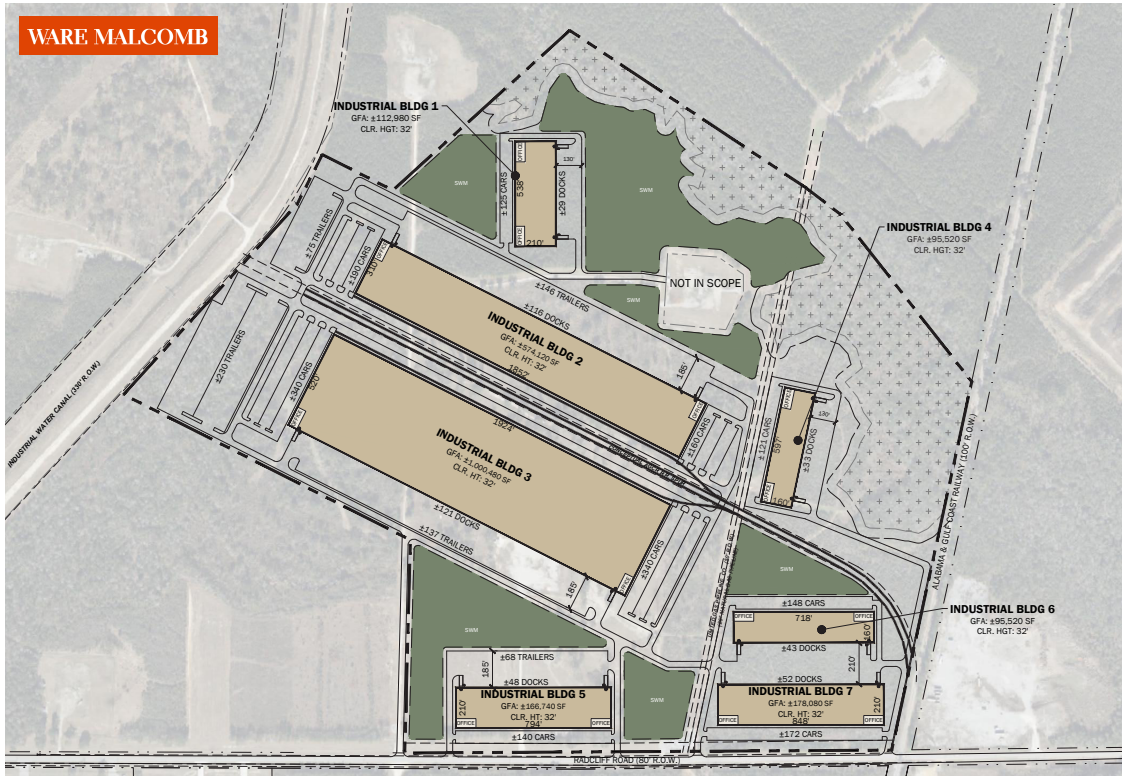 WARE MALCOMB
INDUSTRIAL BLDG 1
GFA: ±112,980 SF
CLR. HGT: 32'
OFFICE
OFFICE
±125 CARS
538'
210'
130'
±29 DOCKS
SWM
SWM
SWM
NOT IN SCOPE
INDUSTRIAL BLDG 4
GFA: ±95,520 SF
CLR. HGT: 32'
OFFICE
OFFICE
±121 CARS
597'
160'
130'
±33 DOCKS
±75 TRAILERS
±190 CARS
310'
OFFICE
±146 TRAILERS
±116 DOCKS
INDUSTRIAL BLDG 2
GFA: ±574,120 SF
CLR. HT: 32'
1852'
185'
OFFICE
±160 CARS
±230 TRAILERS
±340 CARS
520'
OFFICE
1924'
INDUSTRIAL BLDG 3
GFA: ±1,000,480 SF
CLR. HT: 32'
±121 DOCKS
±137 TRAILERS
185'
OFFICE
±340 CARS
INDUSTRIAL WATER CANAL (330' R.O.W.)
ALABAMA & GULF COAST RAILWAY (100' R.O.W.)
SWM
SWM
SWM
±68 TRAILERS
185'
±48 DOCKS
INDUSTRIAL BLDG 5
GFA: ±166,740 SF
CLR. HT: 32'
794'
210'
OFFICE
OFFICE
±140 CARS
±148 CARS
OFFICE
OFFICE
718'
160'
±43 DOCKS
INDUSTRIAL BLDG 6
GFA: ±95,520 SF
CLR. HGT: 32'
210'
±52 DOCKS
INDUSTRIAL BLDG 7
GFA: ±178,080 SF
CLR. HT: 32'
848'
210'
OFFICE
OFFICE
±172 CARS
RADCLIFF ROAD (80' R.O.W.)